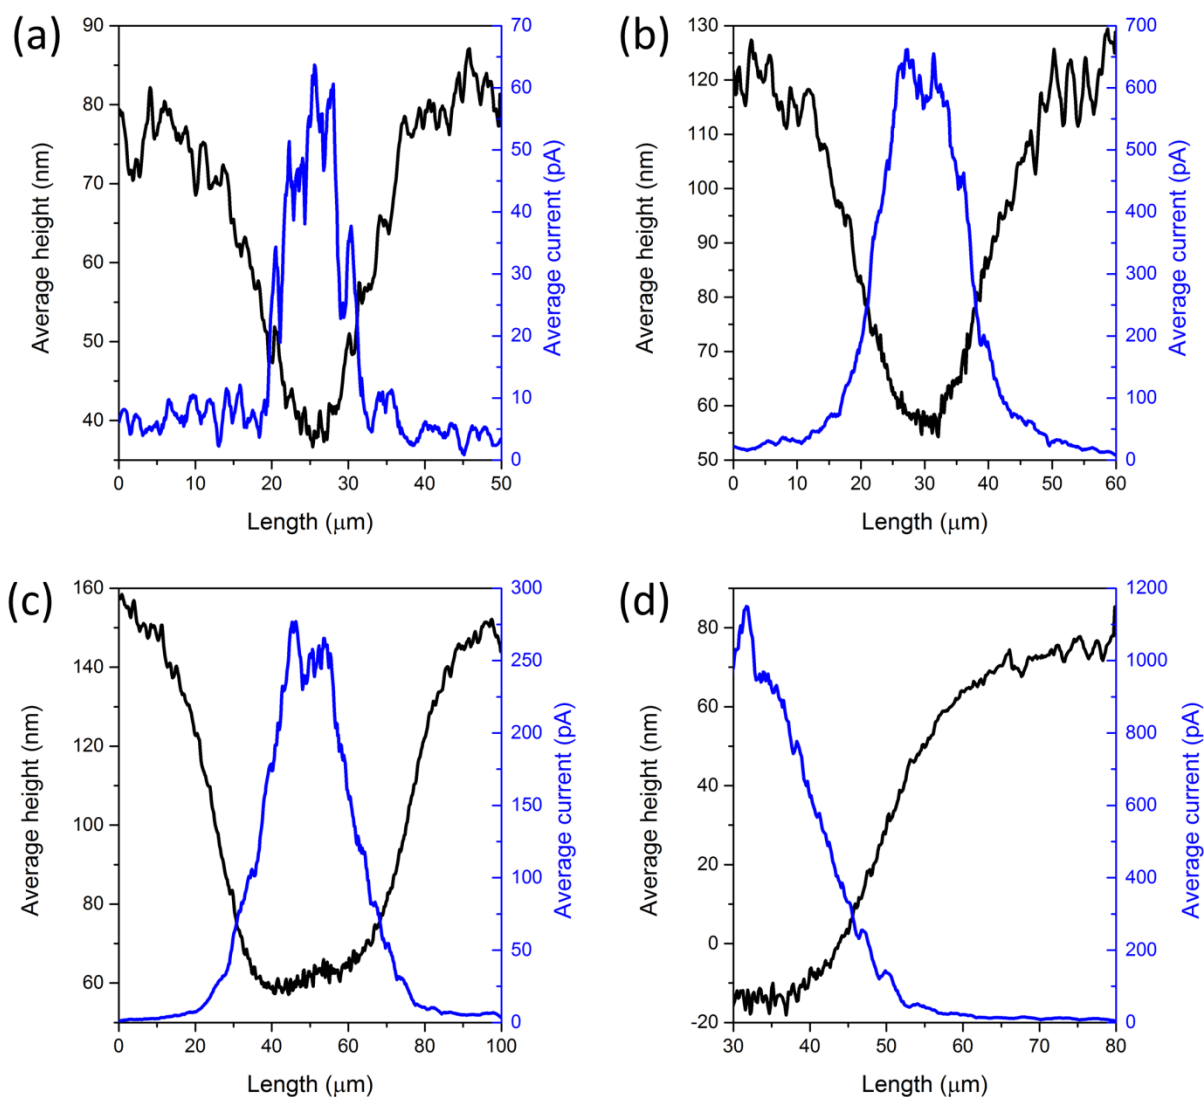 (a)
90
80
70
60
50
40
Average height (nm)
70
60
50
40
30
20
10
0
Average current (pA)
0 10 20 30 40 50
Length (μm)
(b)
130
120
110
100
90
80
70
60
50
Average height (nm)
700
600
500
400
300
200
100
0
Average current (pA)
0 10 20 30 40 50 60
Length (μm)
(c)
160
140
120
100
80
60
Average height (nm)
300
250
200
150
100
50
0
Average current (pA)
0 20 40 60 80 100
Length (μm)
(d)
80
60
40
20
0
-20
Average height (nm)
1200
1000
800
600
400
200
0
Average current (pA)
30 40 50 60 70 80
Length (μm)